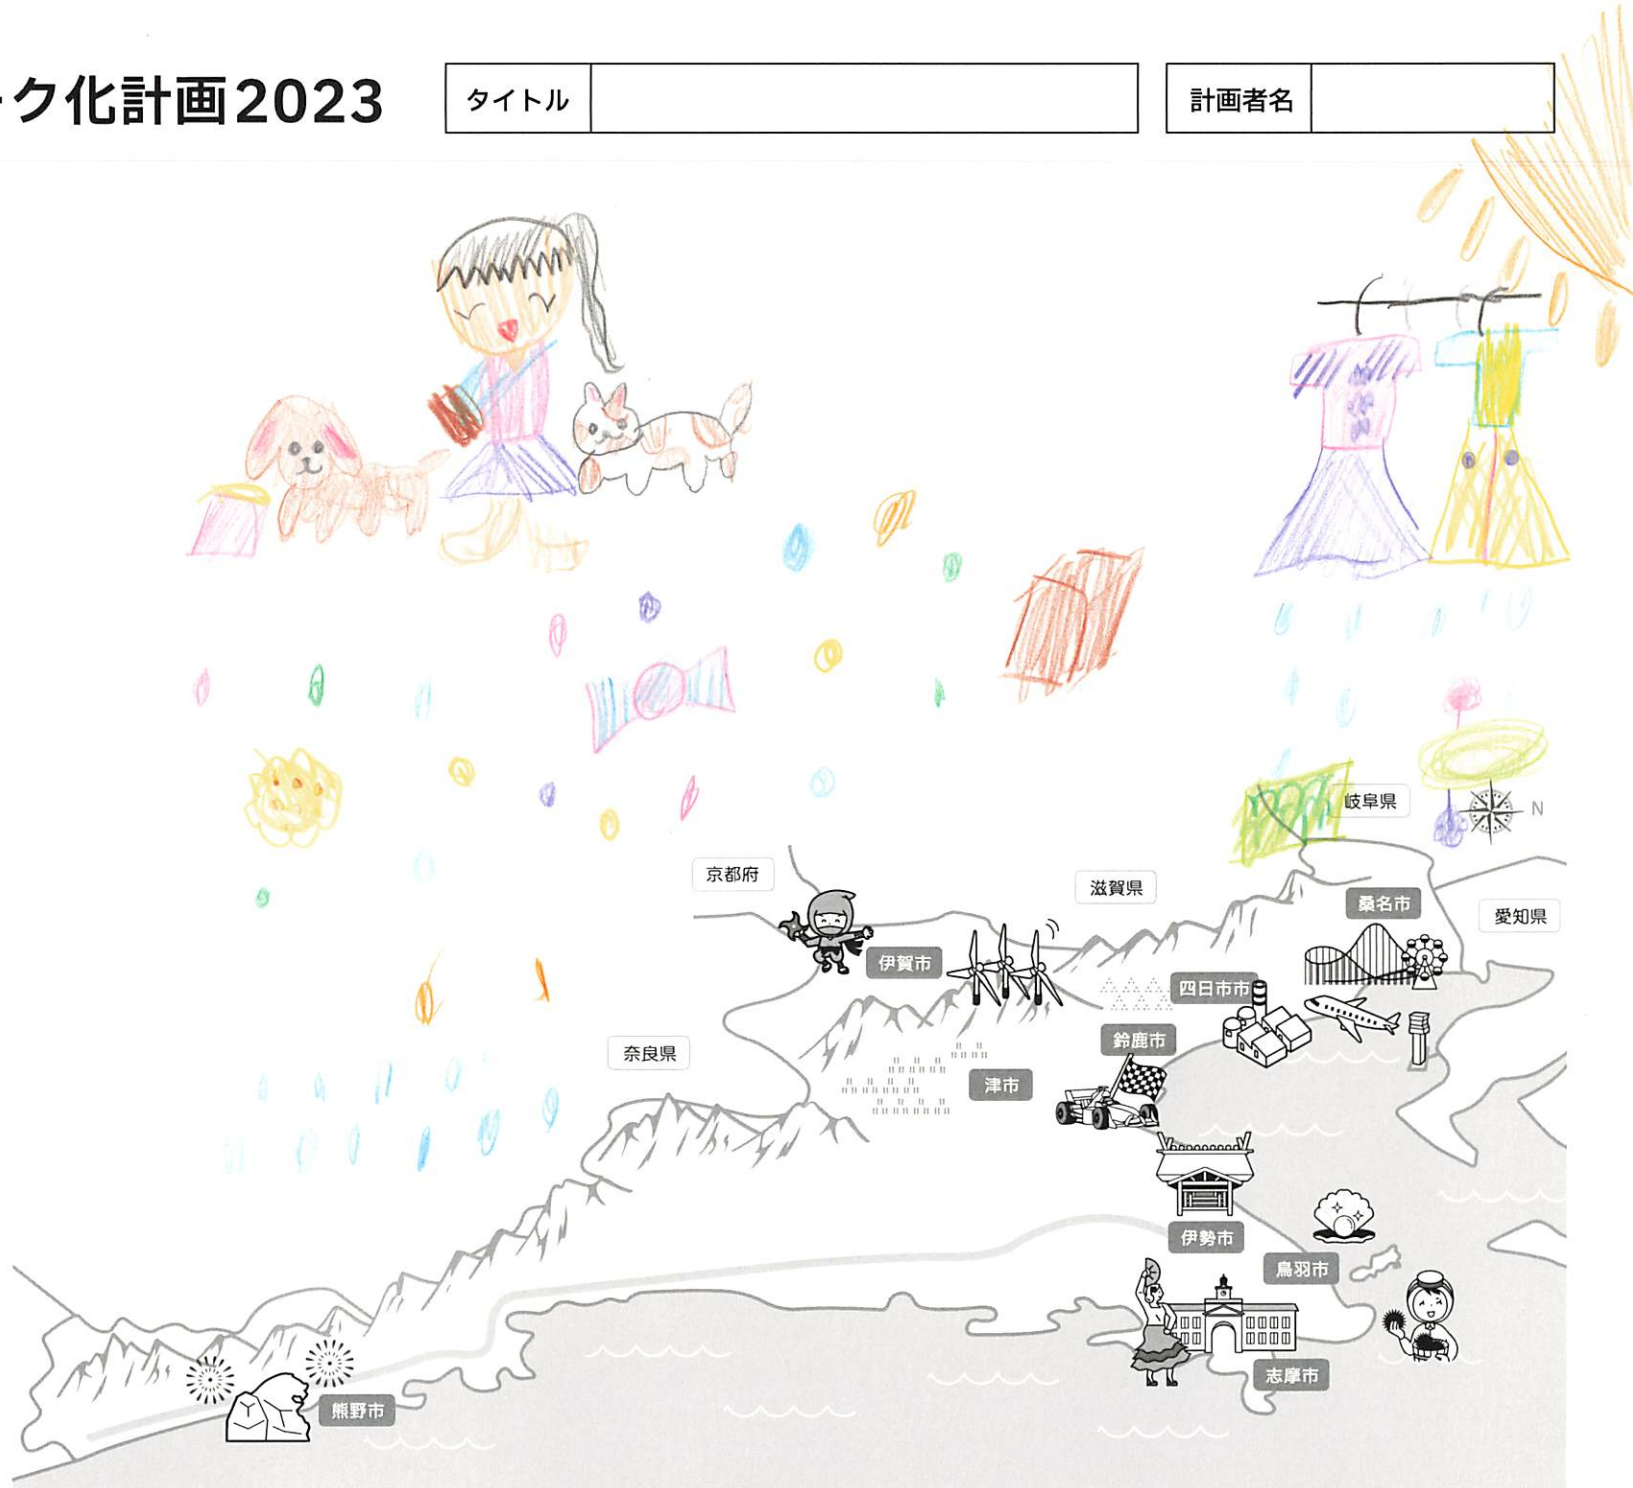 ーク化計画2023
タイトル
計画者名
岐阜県
N
京都府
滋賀県
桑名市
愛知県
伊賀市
四日市市
奈良県
鈴鹿市
津市
伊勢市
鳥羽市
志摩市
熊野市